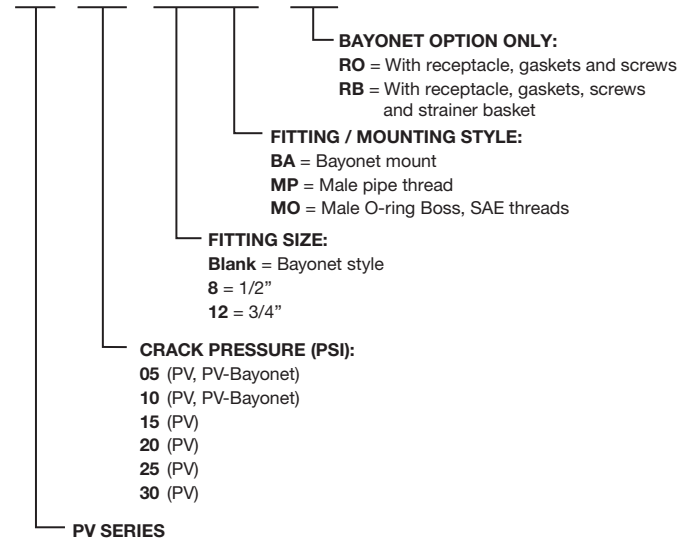 BAYONET OPTION ONLY:
RO = With receptacle, gaskets and screws
RB = With receptacle, gaskets, screws
and strainer basket
FITTING / MOUNTING STYLE:
BA = Bayonet mount
MP = Male pipe thread
MO = Male O-ring Boss, SAE threads
FITTING SIZE:
Blank = Bayonet style
8 = 1/2”
12 = 3/4”
CRACK PRESSURE (PSI):
05 (PV, PV-Bayonet)
10 (PV, PV-Bayonet)
15 (PV)
20 (PV)
25 (PV)
30 (PV)
PV SERIES